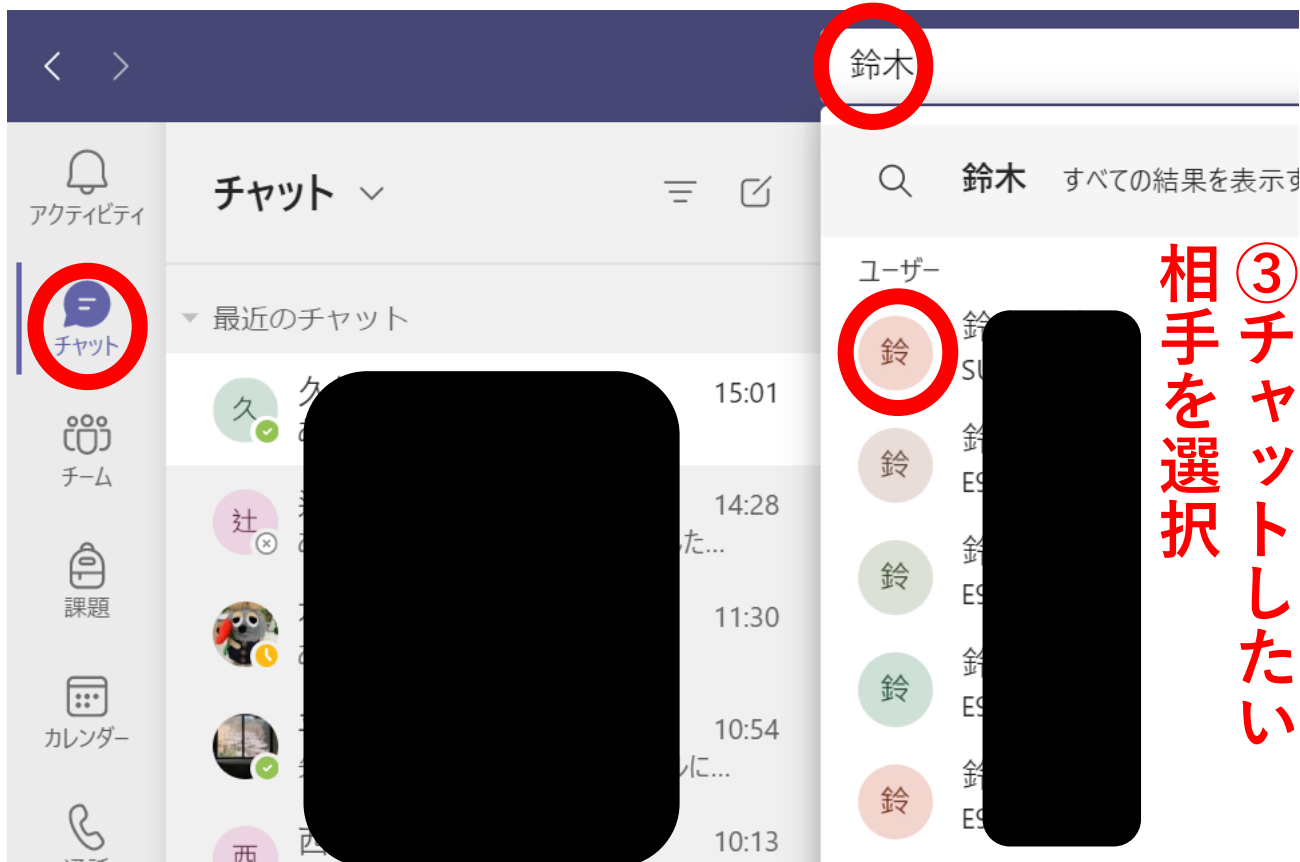 鈴木
アクティビティ
チャット
チーム
課題
カレンダー
チャット
最近のチャット
久
15:01
辻
14:28
た...
11:30
10:54
に...
西
西
10:13
鈴木 すべての結果を表示す
ユーザー
鈴
鈴
鈴
鈴
鈴
③チャットしたい
相手を選択